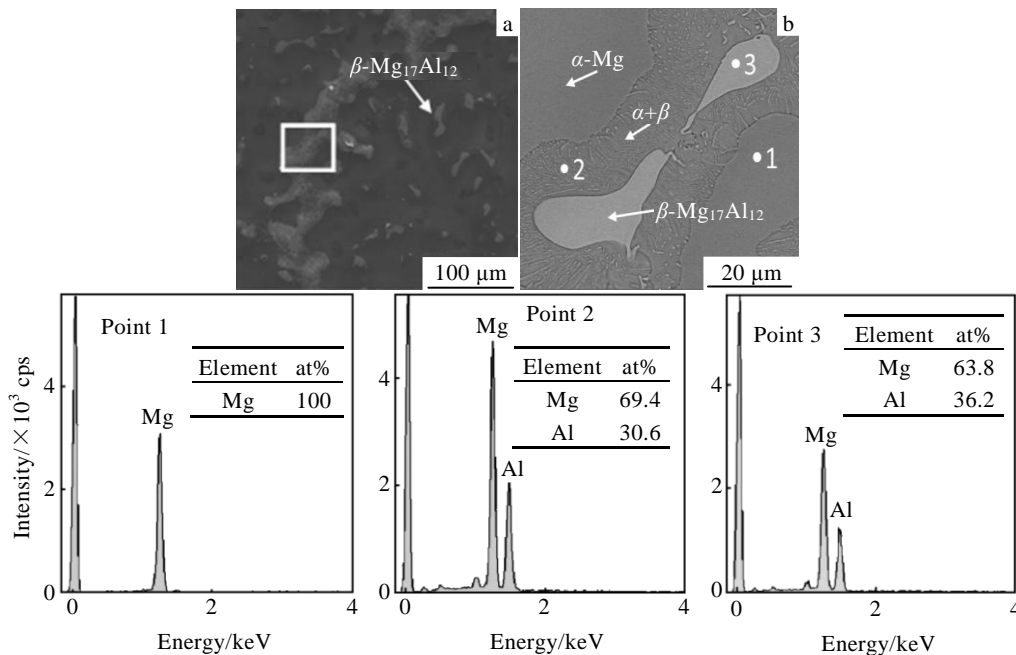 a
β-Mg17Al12
100 μm
b
α-Mg
α+β
3
1
2
β-Mg17Al12
20 μm
Point 1
Element at%
Mg 100
Mg
Intensity/×10³ cps
4
2
0
0 2 4
Energy/keV
Point 2
Element at%
Mg 69.4
Al 30.6
Mg
Al
4
2
0
0 2 4
Energy/keV
Point 3
Element at%
Mg 63.8
Al 36.2
Mg
Al
4
2
0
0 2 4
Energy/keV